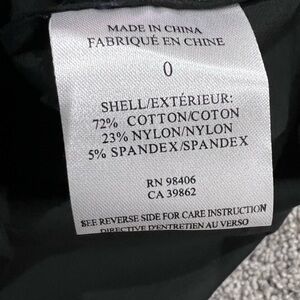 MADE IN CHINA
FABRIQUÉ EN CHINE
0
SHELL/EXTÉRIEUR:
72% COTTON/COTON
23% NYLON/NYLON
5% SPANDEX/SPANDEX
RN 98406
CA 39862
SEE REVERSE SIDE FOR CARE INSTRUCTION
DIRECTIVE D'ENTRETIEN AU VERSO